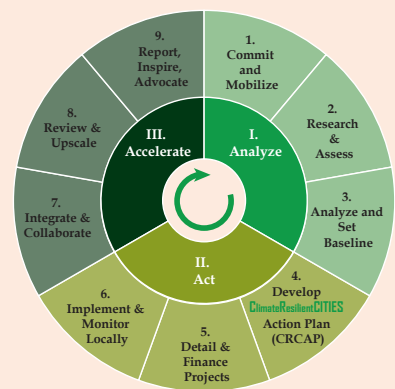 1.
Commit
and
Mobilize
2.
Research
&
Assess
3.
Analyze and
Set
Baseline
4.
Develop
ClimateResilientCITIES
Action Plan
(CRCAP)
5.
Detail &
Finance
Projects
6.
Implement &
Monitor
Locally
7.
Integrate &
Collaborate
8.
Review &
Upscale
9.
Report,
Inspire,
Advocate
I.
Analyze
II.
Act
III.
Accelerate